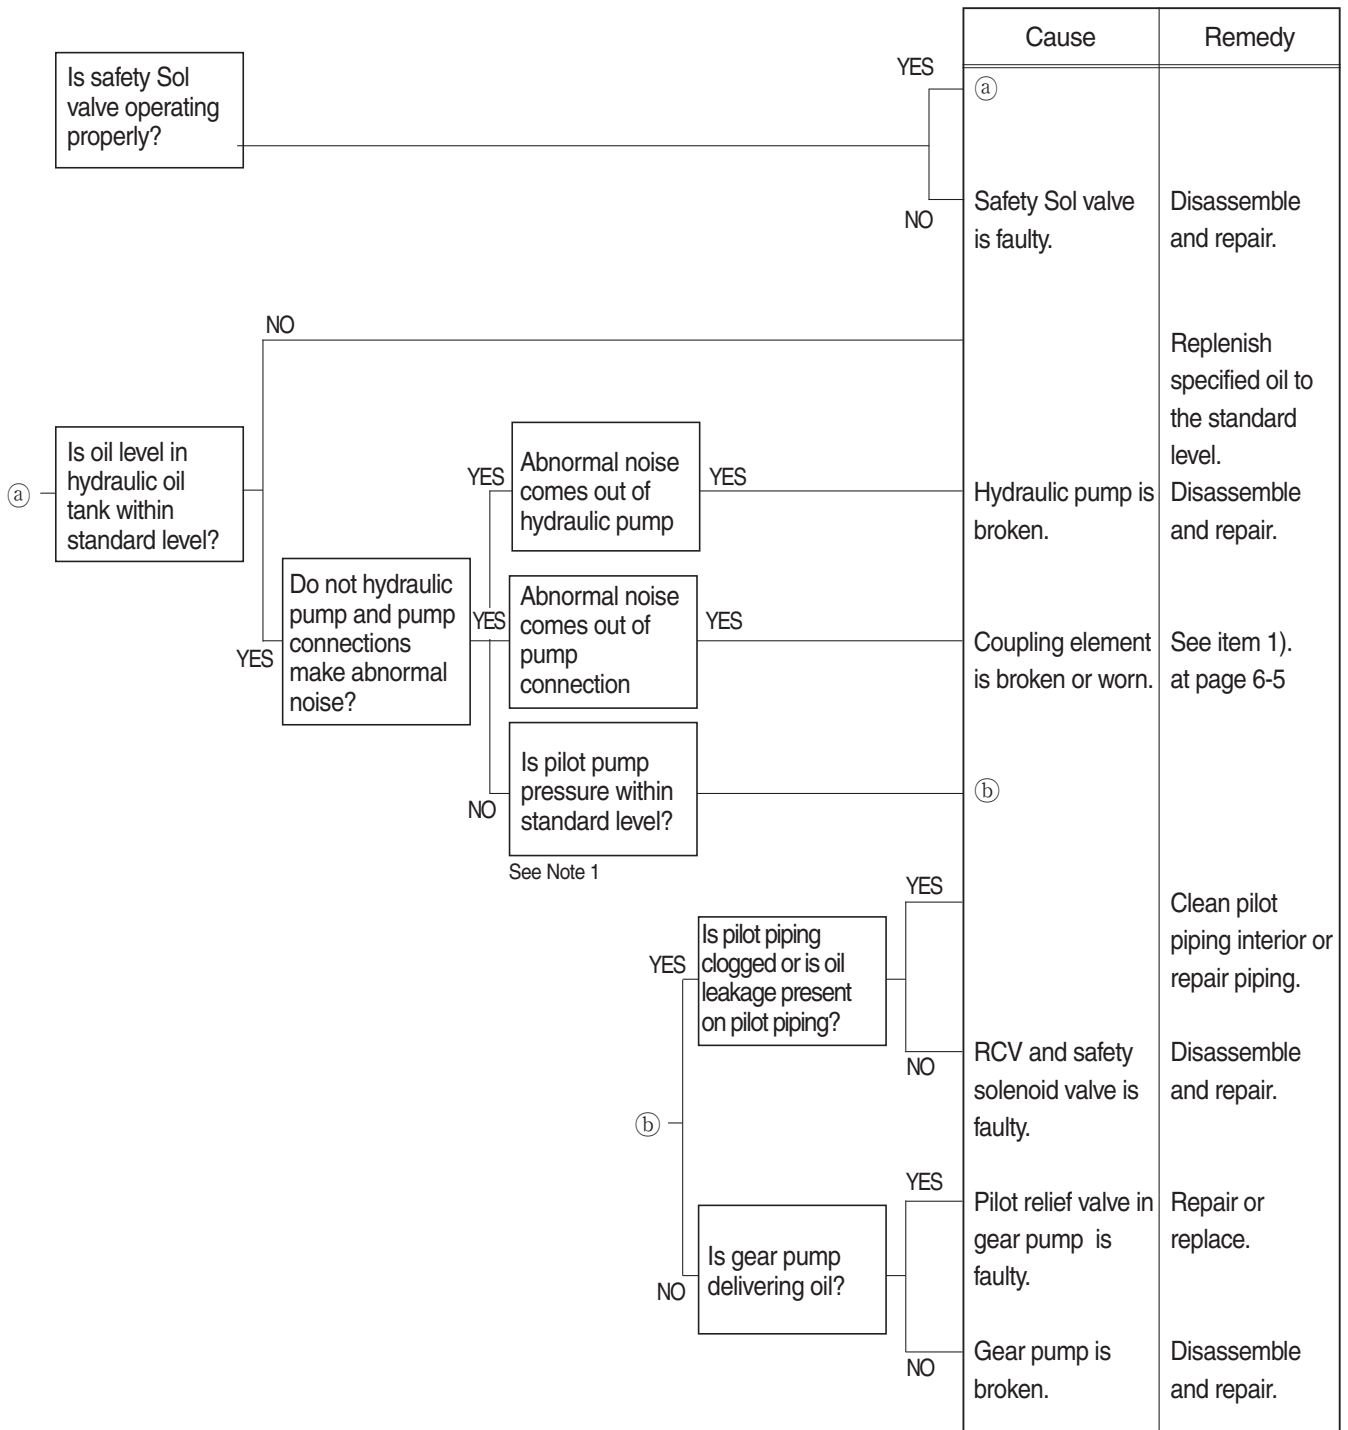 Cause
Remedy
YES
Is safety Sol
valve operating
properly?
ⓐ
NO
Safety Sol valve
is faulty.
Disassemble
and repair.
NO
Replenish
specified oil to
the standard
level.
ⓐ
Is oil level in
hydraulic oil
tank within
standard level?
YES
Abnormal noise
comes out of
hydraulic pump
YES
Hydraulic pump is
broken.
Disassemble
and repair.
YES
Do not hydraulic
pump and pump
connections
make abnormal
noise?
YES
Abnormal noise
comes out of
pump
connection
YES
Coupling element
is broken or worn.
See item 1).
at page 6-5
NO
Is pilot pump
pressure within
standard level?
ⓑ
See Note 1
YES
Is pilot piping
clogged or is oil
leakage present
on pilot piping?
YES
Clean pilot
piping interior or
repair piping.
NO
RCV and safety
solenoid valve is
faulty.
Disassemble
and repair.
ⓑ
NO
Is gear pump
delivering oil?
YES
Pilot relief valve in
gear pump is
faulty.
Repair or
replace.
NO
Gear pump is
broken.
Disassemble
and repair.